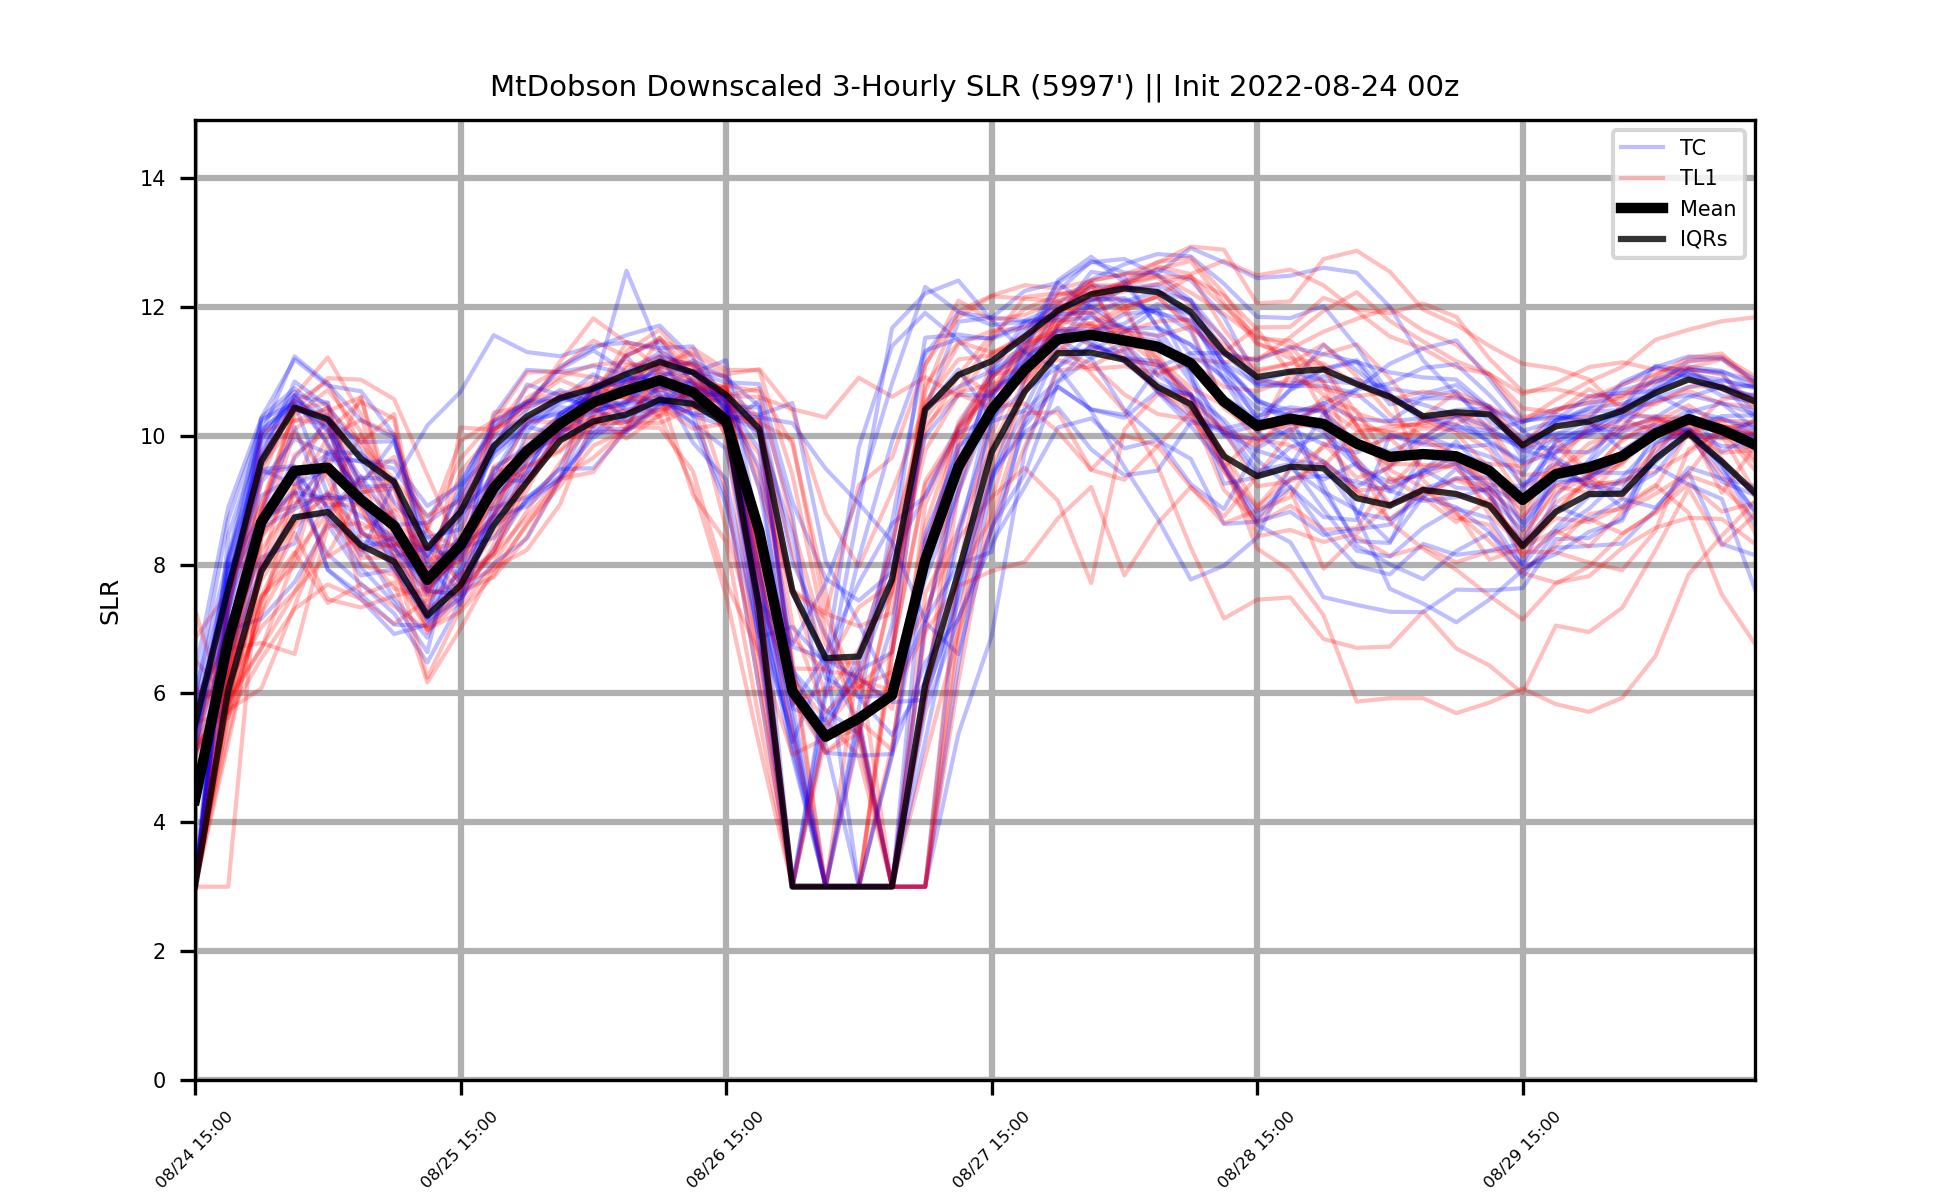 MtDobson Downscaled 3-Hourly SLR (5997') || Init 2022-08-24 00z
TC
TL1
Mean
IQRs
SLR
14
12
10
8
6
4
2
0
08/24 15:00
08/25 15:00
08/26 15:00
08/27 15:00
08/28 15:00
08/29 15:00